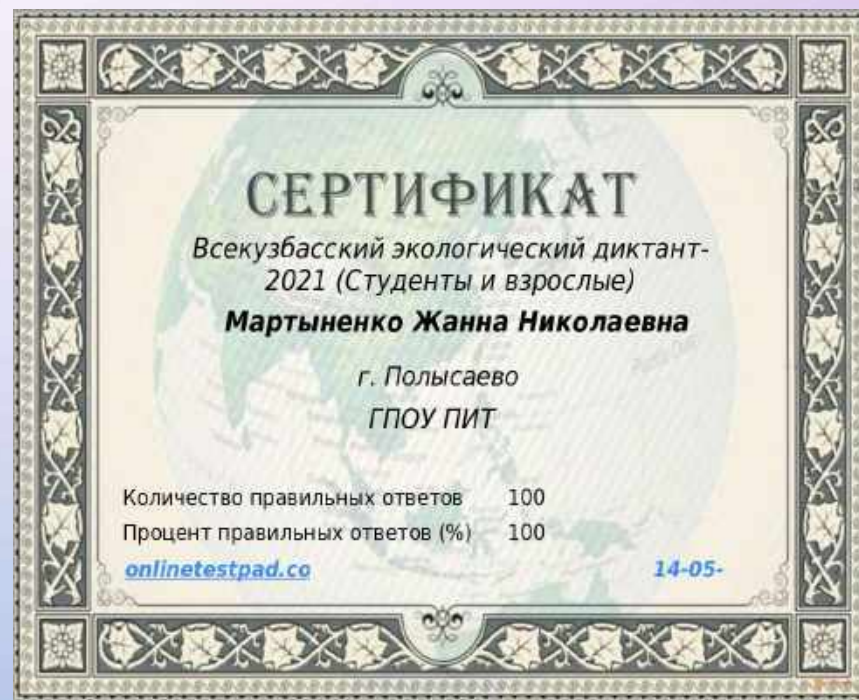 СЕРТИФИКАТ
Всекузбасский экологический диктант-
2021 (Студенты и взрослые)
Мартыненко Жанна Николаевна
г. Полысаево
ГПОУ ПИТ
Количество правильных ответов 100
Процент правильных ответов (%) 100
onlinetestpad.co 14-05-